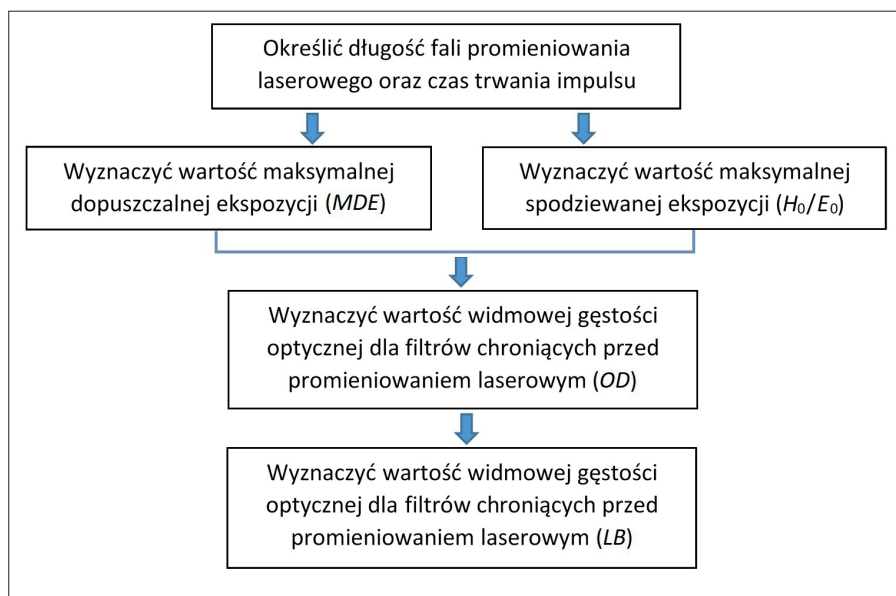 Określić długość fali promieniowania
laserowego oraz czas trwania impulsu
Wyznaczyć wartość maksymalnej
dopuszczalnej ekspozycji (MDE)
Wyznaczyć wartość maksymalnej
spodziewanej ekspozycji (H₀/E₀)
Wyznaczyć wartość widmowej gęstości
optycznej dla filtrów chroniących przed
promieniowaniem laserowym (OD)
Wyznaczyć wartość widmowej gęstości
optycznej dla filtrów chroniących przed
promieniowaniem laserowym (LB)